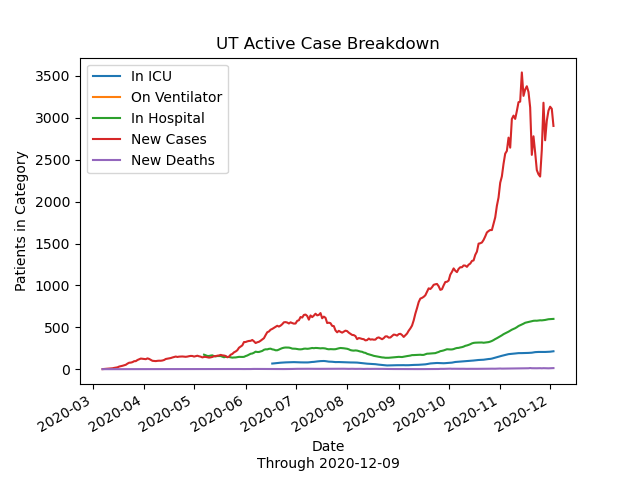 UT Active Case Breakdown
In ICU
On Ventilator
In Hospital
New Cases
New Deaths
Patients in Category
3500
3000
2500
2000
1500
1000
500
0
2020-03
2020-04
2020-05
2020-06
2020-07
2020-08
2020-09
2020-10
2020-11
2020-12
Date
Through 2020-12-09